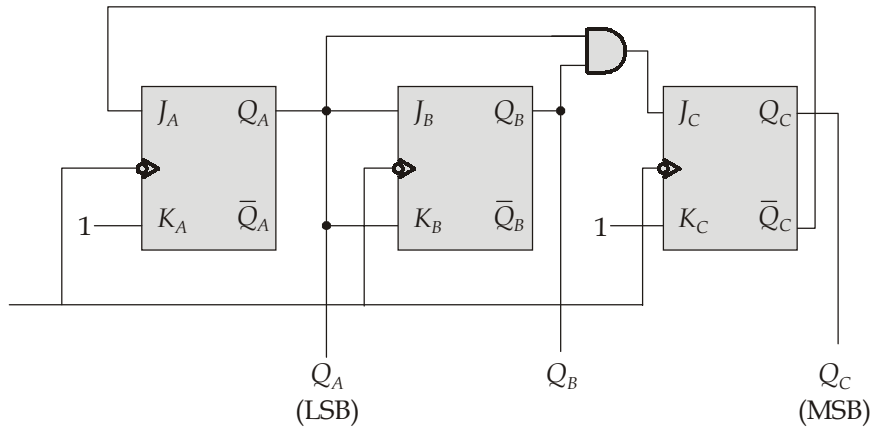 J_A Q_A J_B Q_B J_C Q_C
1 K_A Q̅_A K_B Q̅_B 1 K_C Q̅_C
Q_A Q_B Q_C
(LSB) (MSB)